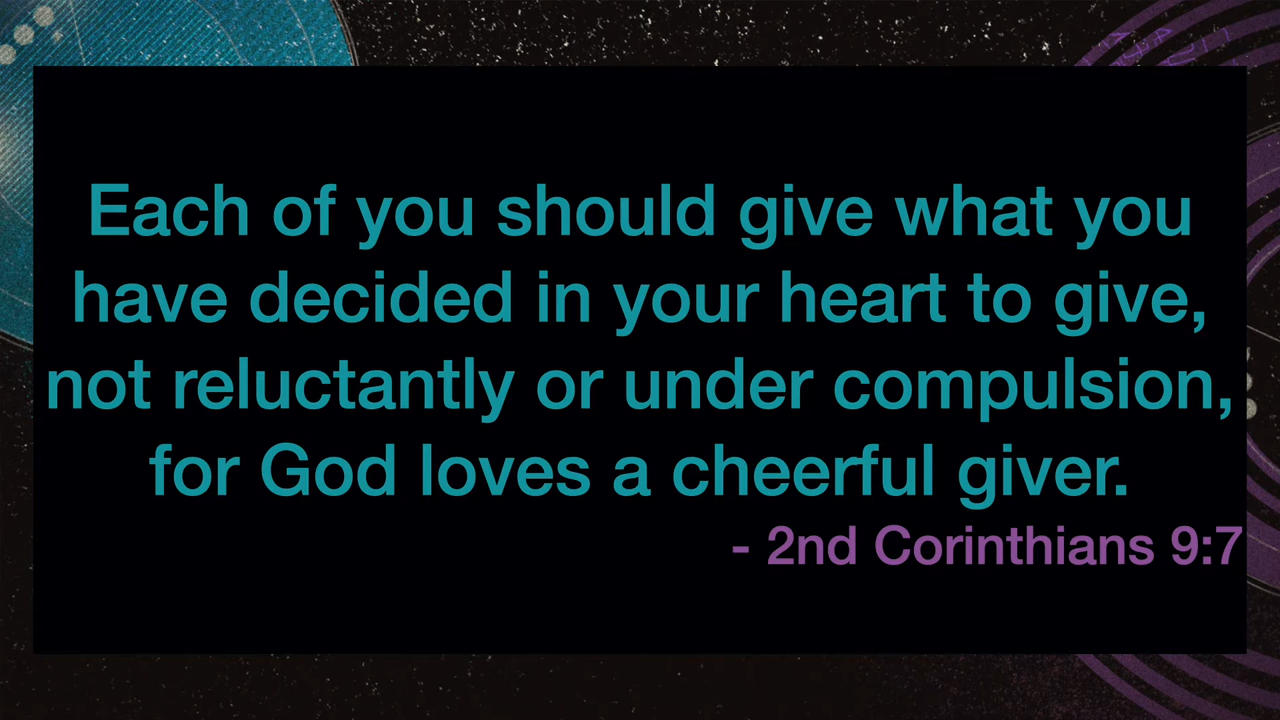 Each of you should give what you
have decided in your heart to give,
not reluctantly or under compulsion,
for God loves a cheerful giver.
- 2nd Corinthians 9:7